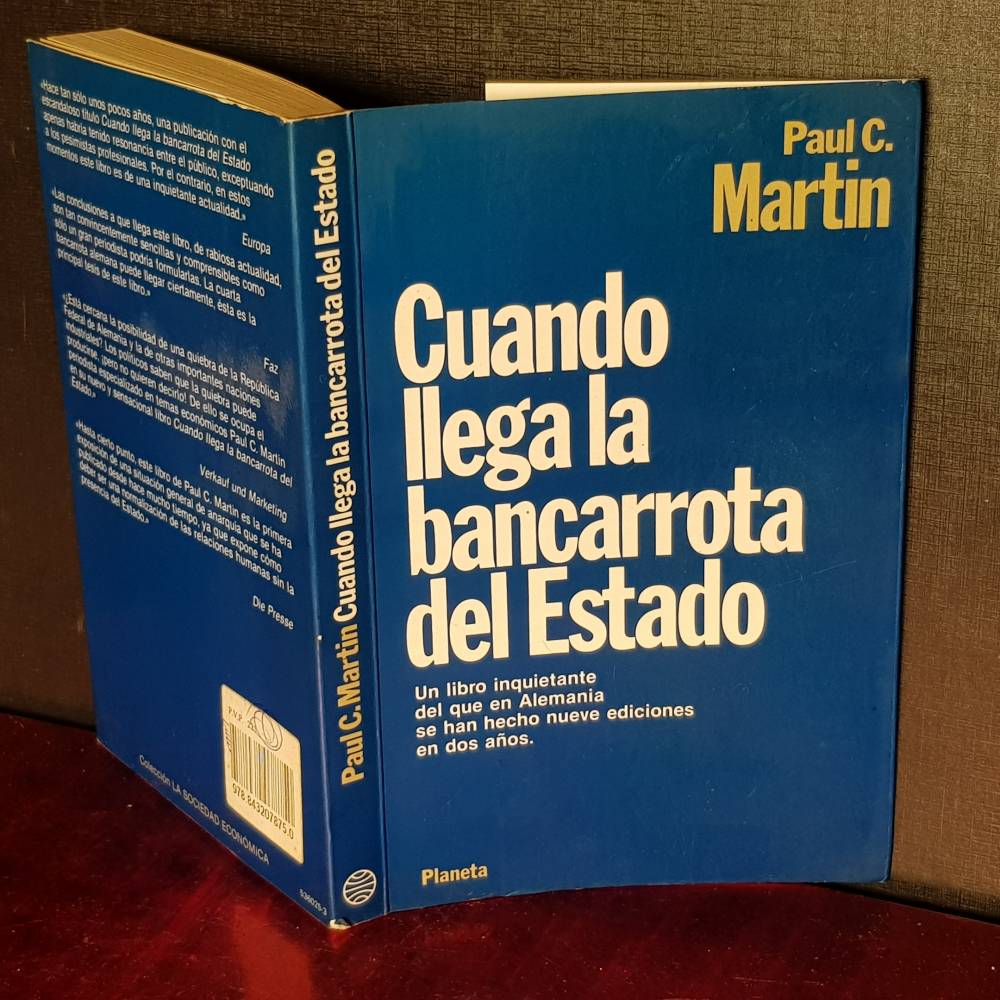 «Hace tan sólo unos pocos años, una publicación con el
escandaloso título Cuando llega la bancarrota del Estado
apenas habría tenido resonancia entre el público, exceptuando
a los pesimistas profesionales. Por el contrario, en estos
momentos este libro es de una inquietante actualidad.»
Europa
«Las conclusiones a que llega este libro, de rabiosa actualidad,
son tan convincentemente sencillas y comprensibles como
sólo un gran periodista podría formularlas. La cuarta
bancarrota alemana puede llegar ciertamente, ésta es la
principal tesis de este libro.»
Faz
«¿Está cercana la posibilidad de una quiebra de la República
Federal de Alemania y la de otras importantes naciones
industriales? Los políticos saben que la quiebra puede
producirse, ¡pero no quieren decirlo! De ello se ocupa el
periodista especializado en temas económicos Paul C. Martin
en su nuevo y sensacional libro Cuando llega la bancarrota del
Estado.»
Verkauf und Marketing
«Hasta cierto punto, este libro de Paul C. Martin es la primera
exposición de una situación general de anarquía que se ha
publicado desde hace mucho tiempo, ya que expone cómo
deber ser una normalización de las relaciones humanas sin la
presencia del Estado.»
Die Presse
P.V.P.
978 843207875,0
Colección LA SOCIEDAD ECONÓMICA
536025-3
Paul C. Martin Cuando llega la bancarrota del Estado
Paul C.
Martin
Cuando
llega la
bancarrota
del Estado
Un libro inquietante
del que en Alemania
se han hecho nueve ediciones
en dos años.
Planeta